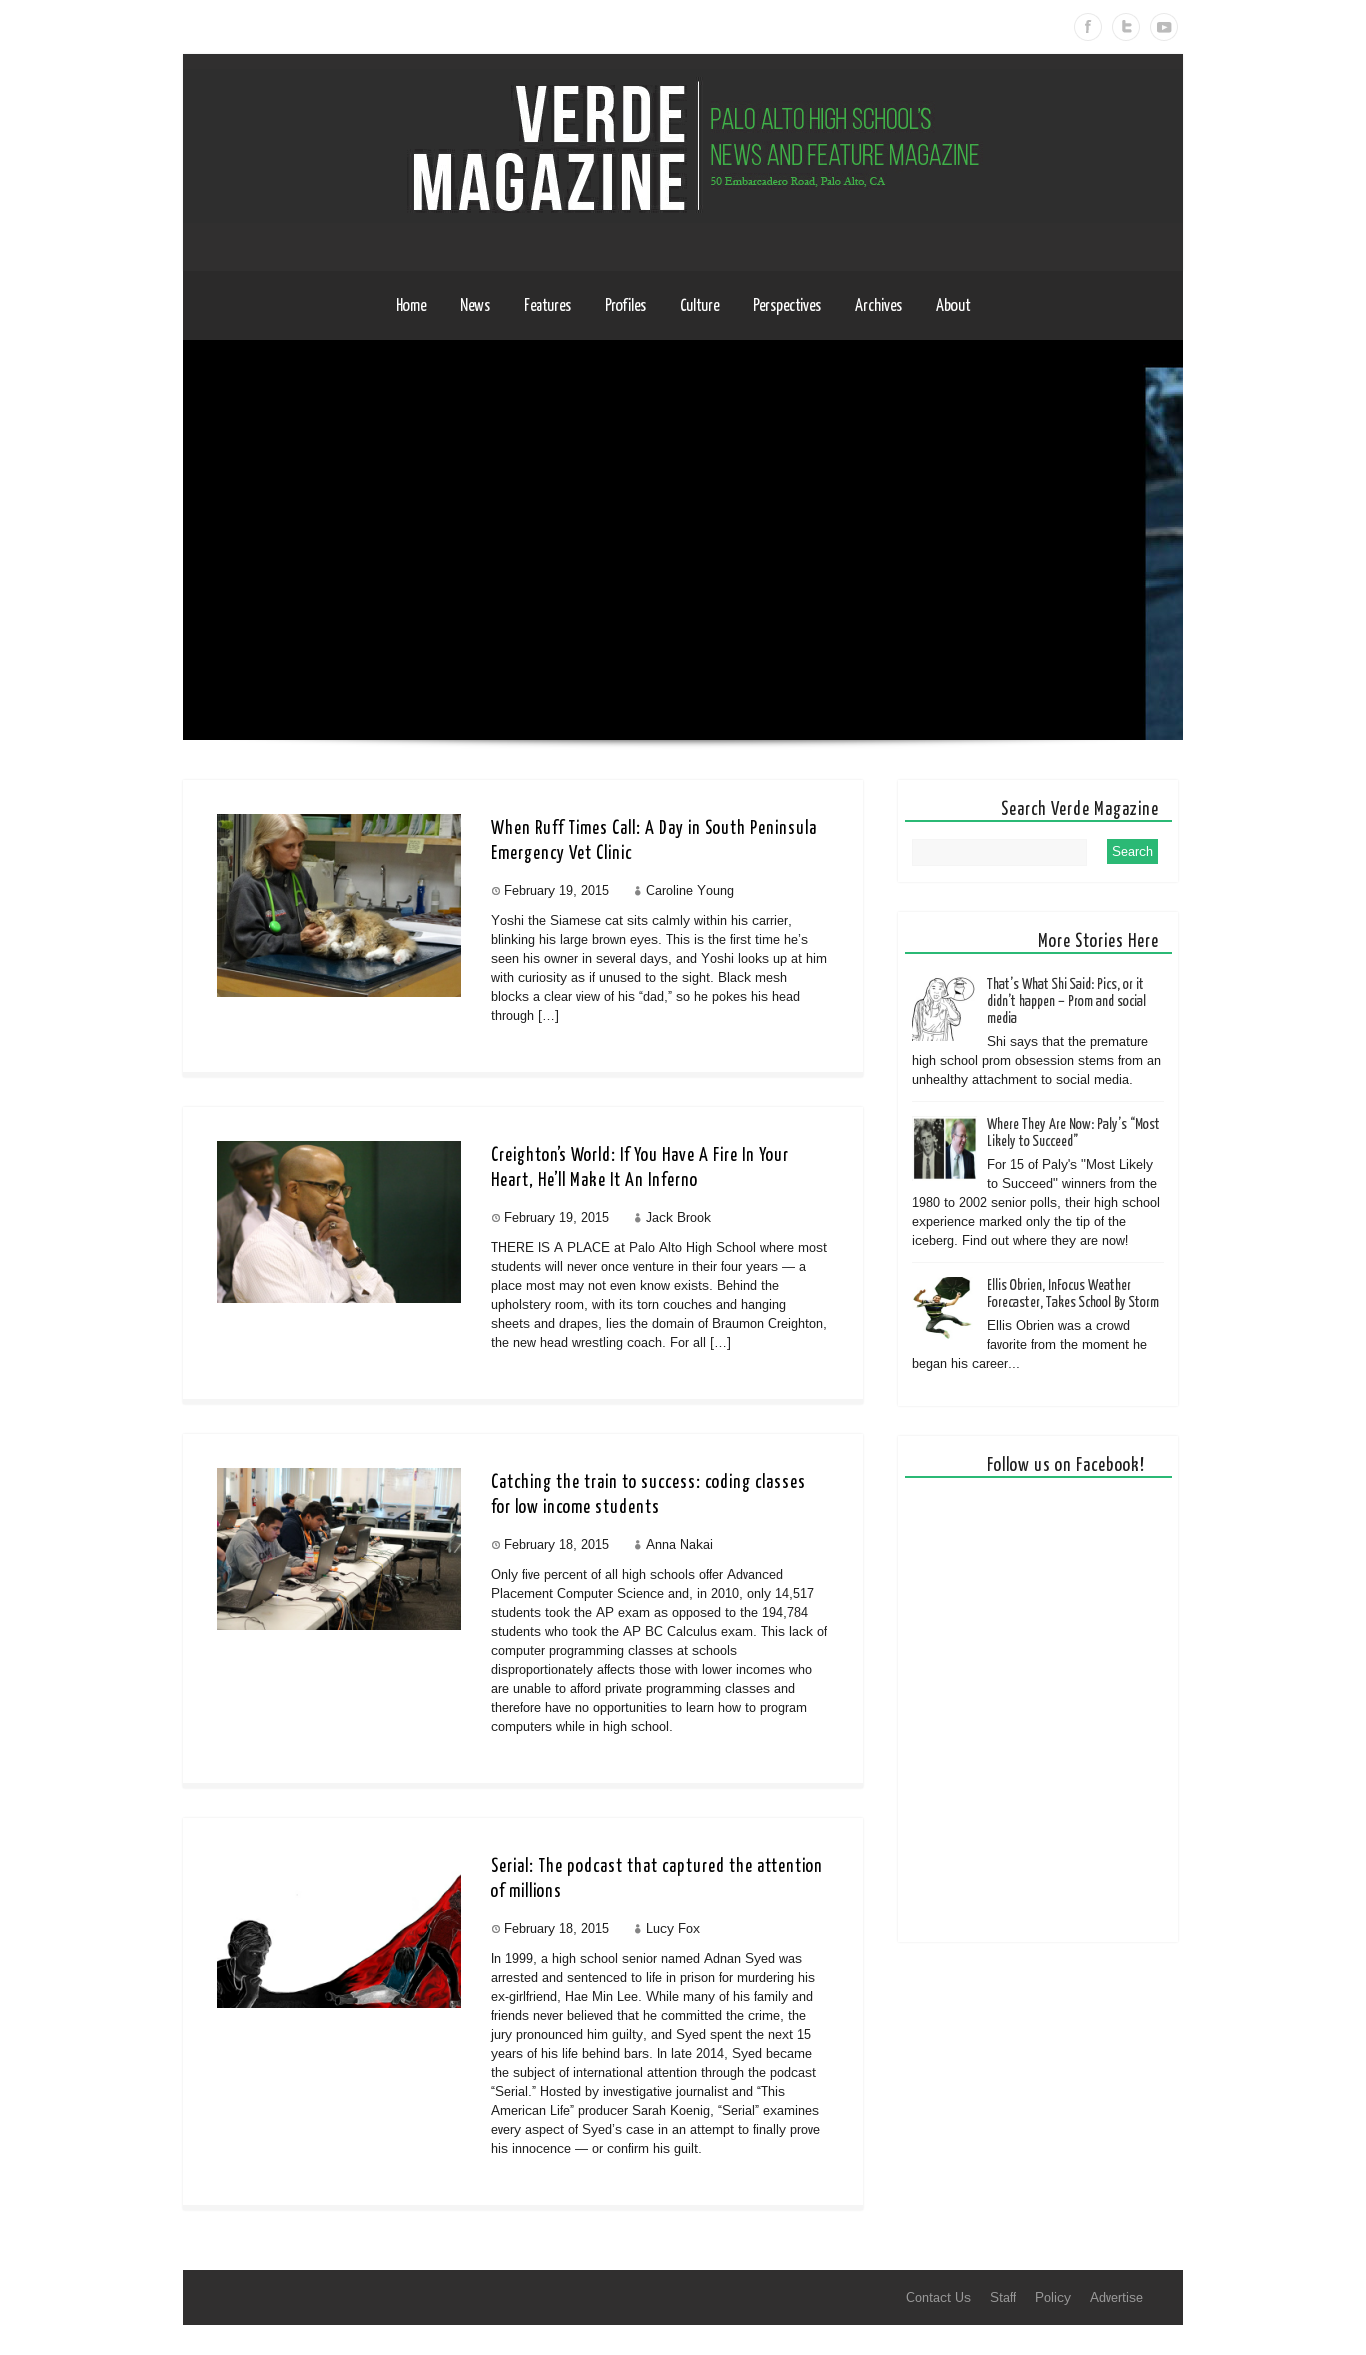 VERDE
MAGAZINE
PALO ALTO HIGH SCHOOL'S
NEWS AND FEATURE MAGAZINE
50 Embarcadero Road, Palo Alto, CA
Home News Features Profiles Culture Perspectives Archives About
When Ruff Times Call: A Day in South Peninsula
Emergency Vet Clinic
February 19, 2015 Caroline Young
Yoshi the Siamese cat sits calmly within his carrier,
blinking his large brown eyes. This is the first time he’s
seen his owner in several days, and Yoshi looks up at him
with curiosity as if unused to the sight. Black mesh
blocks a clear view of his “dad,” so he pokes his head
through […]
Creighton’s World: If You Have A Fire In Your
Heart, He’ll Make It An Inferno
February 19, 2015 Jack Brook
THERE IS A PLACE at Palo Alto High School where most
students will never once venture in their four years — a
place most may not even know exists. Behind the
upholstery room, with its torn couches and hanging
sheets and drapes, lies the domain of Braumon Creighton,
the new head wrestling coach. For all […]
Catching the train to success: coding classes
for low income students
February 18, 2015 Anna Nakai
Only five percent of all high schools offer Advanced
Placement Computer Science and, in 2010, only 14,517
students took the AP exam as opposed to the 194,784
students who took the AP BC Calculus exam. This lack of
computer programming classes at schools
disproportionately affects those with lower incomes who
are unable to afford private programming classes and
therefore have no opportunities to learn how to program
computers while in high school.
Serial: The podcast that captured the attention
of millions
February 18, 2015 Lucy Fox
In 1999, a high school senior named Adnan Syed was
arrested and sentenced to life in prison for murdering his
ex-girlfriend, Hae Min Lee. While many of his family and
friends never believed that he committed the crime, the
jury pronounced him guilty, and Syed spent the next 15
years of his life behind bars. In late 2014, Syed became
the subject of international attention through the podcast
“Serial.” Hosted by investigative journalist and “This
American Life” producer Sarah Koenig, “Serial” examines
every aspect of Syed’s case in an attempt to finally prove
his innocence — or confirm his guilt.
Search Verde Magazine
Search
More Stories Here
That’s What Shi Said: Pics, or it
didn’t happen – Prom and social
media
Shi says that the premature
high school prom obsession stems from an
unhealthy attachment to social media.
Where They Are Now: Paly’s “Most
Likely to Succeed”
For 15 of Paly's "Most Likely
to Succeed" winners from the
1980 to 2002 senior polls, their high school
experience marked only the tip of the
iceberg. Find out where they are now!
Ellis Obrien, InFocus Weather
Forecaster, Takes School By Storm
Ellis Obrien was a crowd
favorite from the moment he
began his career...
Follow us on Facebook!
Contact Us Staff Policy Advertise